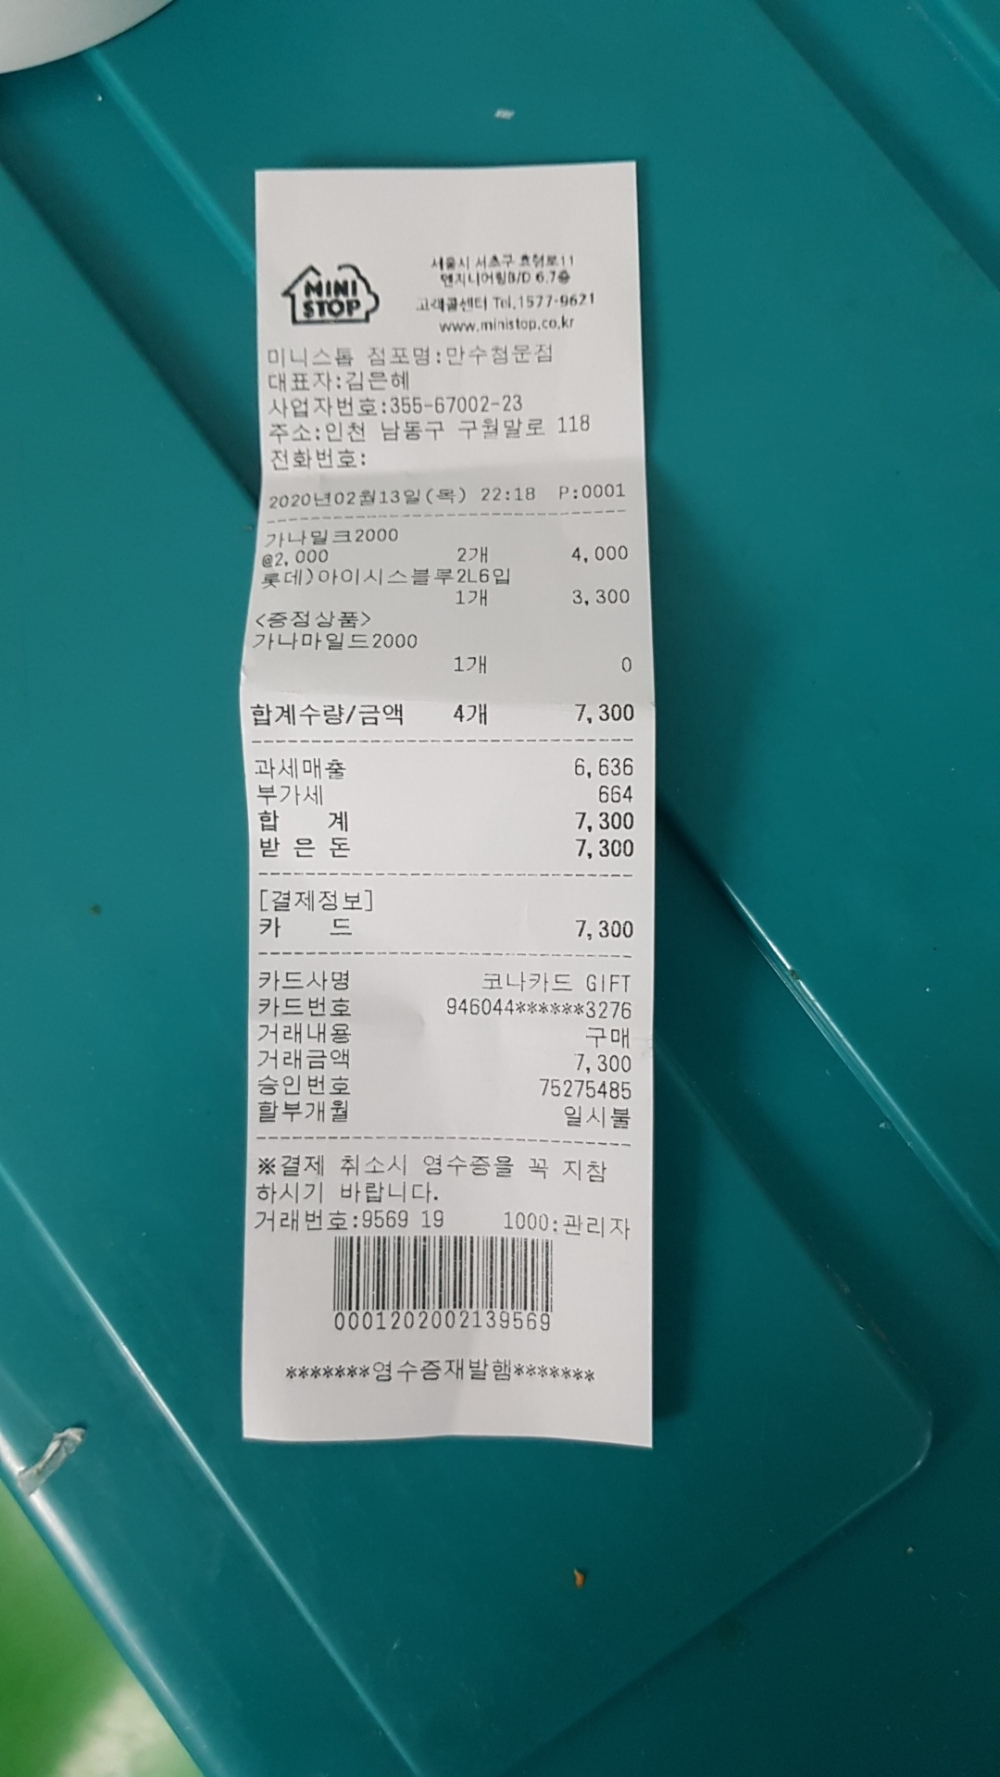 MINI
STOP
서울시 서초구 효령로11
엔지니어링B/D 6,7층
고객콜센터 Tel.1577-9621
www.ministop.co.kr
미니스톱 점포명:만수청운점
대표자:김은혜
사업자번호:355-67002-23
주소:인천 남동구 구월말로 118
전화번호:
2020년02월13일(목) 22:18 P:0001
가나밀크2000
@2,000 2개 4,000
롯데)아이시스블루2L6입
1개 3,300
<증정상품>
가나마일드2000
1개 0
합계수량/금액 4개 7,300
과세매출 6,636
부가세 664
합 계 7,300
받 은 돈 7,300
[결제정보]
카 드 7,300
카드사명 코나카드 GIFT
카드번호 946044******3276
거래내용 구매
거래금액 7,300
승인번호 75275485
할부개월 일시불
※결제 취소시 영수증을 꼭 지참
하시기 바랍니다.
거래번호:9569 19 1000:관리자
0001202002139569
*******영수증재발행*******